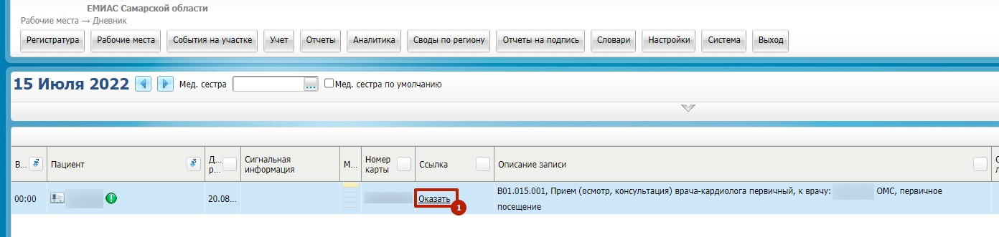 ЕМИАС Самарской области
Рабочие места → Дневник
Регистратура Рабочие места События на участке Учет Отчеты Аналитика Своды по региону Отчеты на подпись Словари Настройки Система Выход
15 Июля 2022 Мед. сестра ... Мед. сестра по умолчанию
В... Пациент Д... р... Сигнальная информация М... Номер карты Ссылка Описание записи
00:00 20.08... Оказать 1 B01.015.001, Прием (осмотр, консультация) врача-кардиолога первичный, к врачу: ОМС, первичное
посещение